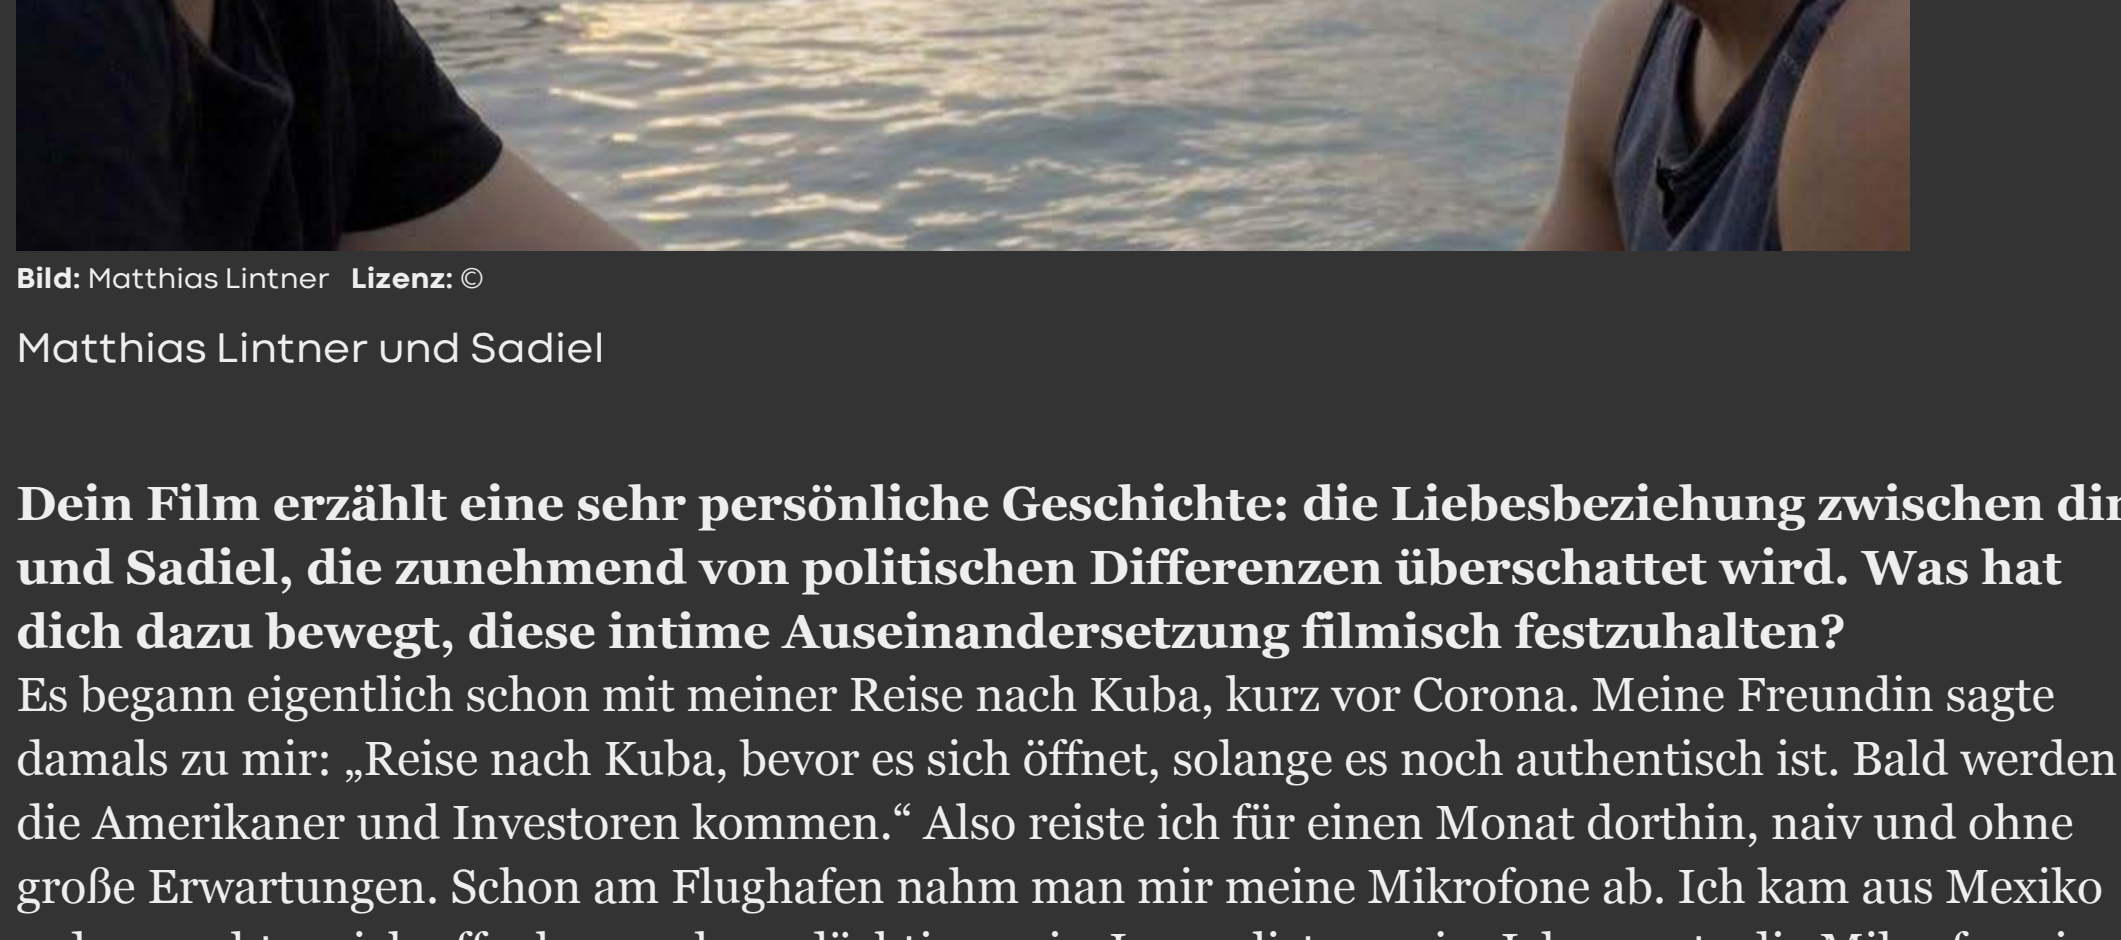 Bild: Matthias Lintner Lizenz: ©
Matthias Lintner und Sadiel
Dein Film erzählt eine sehr persönliche Geschichte: die Liebesbeziehung zwischen dir
und Sadiel, die zunehmend von politischen Differenzen überschattet wird. Was hat
dich dazu bewegt, diese intime Auseinandersetzung filmisch festzuhalten?
Es begann eigentlich schon mit meiner Reise nach Kuba, kurz vor Corona. Meine Freundin sagte
damals zu mir: „Reise nach Kuba, bevor es sich öffnet, solange es noch authentisch ist. Bald werden
die Amerikaner und Investoren kommen.“ Also reiste ich für einen Monat dorthin, naiv und ohne
große Erwartungen. Schon am Flughafen nahm man mir meine Mikrofone ab. Ich kam aus Mexiko